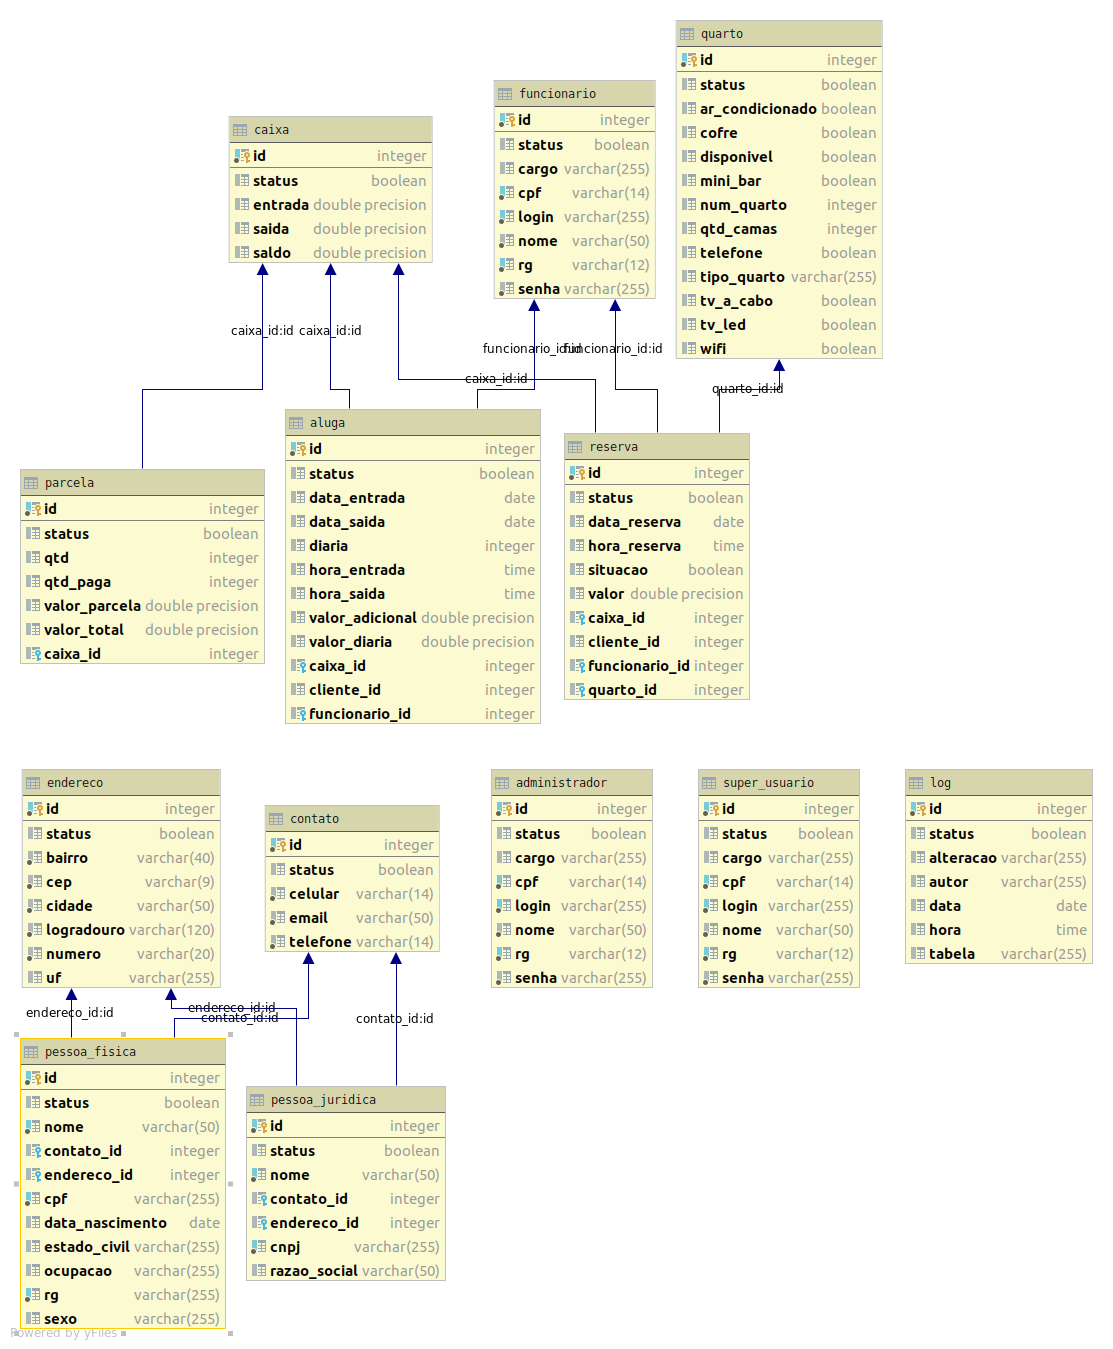 quarto
id integer
status boolean
ar_condicionado boolean
cofre boolean
disponivel boolean
mini_bar boolean
num_quarto integer
qtd_camas integer
telefone boolean
tipo_quarto varchar(255)
tv_a_cabo boolean
tv_led boolean
wifi boolean
funcionario
id integer
status boolean
cargo varchar(255)
cpf varchar(14)
login varchar(255)
nome varchar(50)
rg varchar(12)
senha varchar(255)
caixa
id integer
status boolean
entrada double precision
saida double precision
saldo double precision
caixa_id:id
caixa_id:id
funcionario_id:id
funcionario_id:id
caixa_id:id
quarto_id:id
parcela
id integer
status boolean
qtd integer
qtd_paga integer
valor_parcela double precision
valor_total double precision
caixa_id integer
aluga
id integer
status boolean
data_entrada date
data_saida date
diaria integer
hora_entrada time
hora_saida time
valor_adicional double precision
valor_diaria double precision
caixa_id integer
cliente_id integer
funcionario_id integer
reserva
id integer
status boolean
data_reserva date
hora_reserva time
situacao boolean
valor double precision
caixa_id integer
cliente_id integer
funcionario_id integer
quarto_id integer
endereco
id integer
status boolean
bairro varchar(40)
cep varchar(9)
cidade varchar(50)
logradouro varchar(120)
numero varchar(20)
uf varchar(255)
contato
id integer
status boolean
celular varchar(14)
email varchar(50)
telefone varchar(14)
administrador
id integer
status boolean
cargo varchar(255)
cpf varchar(14)
login varchar(255)
nome varchar(50)
rg varchar(12)
senha varchar(255)
super_usuario
id integer
status boolean
cargo varchar(255)
cpf varchar(14)
login varchar(255)
nome varchar(50)
rg varchar(12)
senha varchar(255)
log
id integer
status boolean
alteracao varchar(255)
autor varchar(255)
data date
hora time
tabela varchar(255)
endereco_id:id
endereco_id:id
contato_id:id
contato_id:id
pessoa_fisica
id integer
status boolean
nome varchar(50)
contato_id integer
endereco_id integer
cpf varchar(255)
data_nascimento date
estado_civil varchar(255)
ocupacao varchar(255)
rg varchar(255)
sexo varchar(255)
pessoa_juridica
id integer
status boolean
nome varchar(50)
contato_id integer
endereco_id integer
cnpj varchar(255)
razao_social varchar(50)
Powered by yFiles